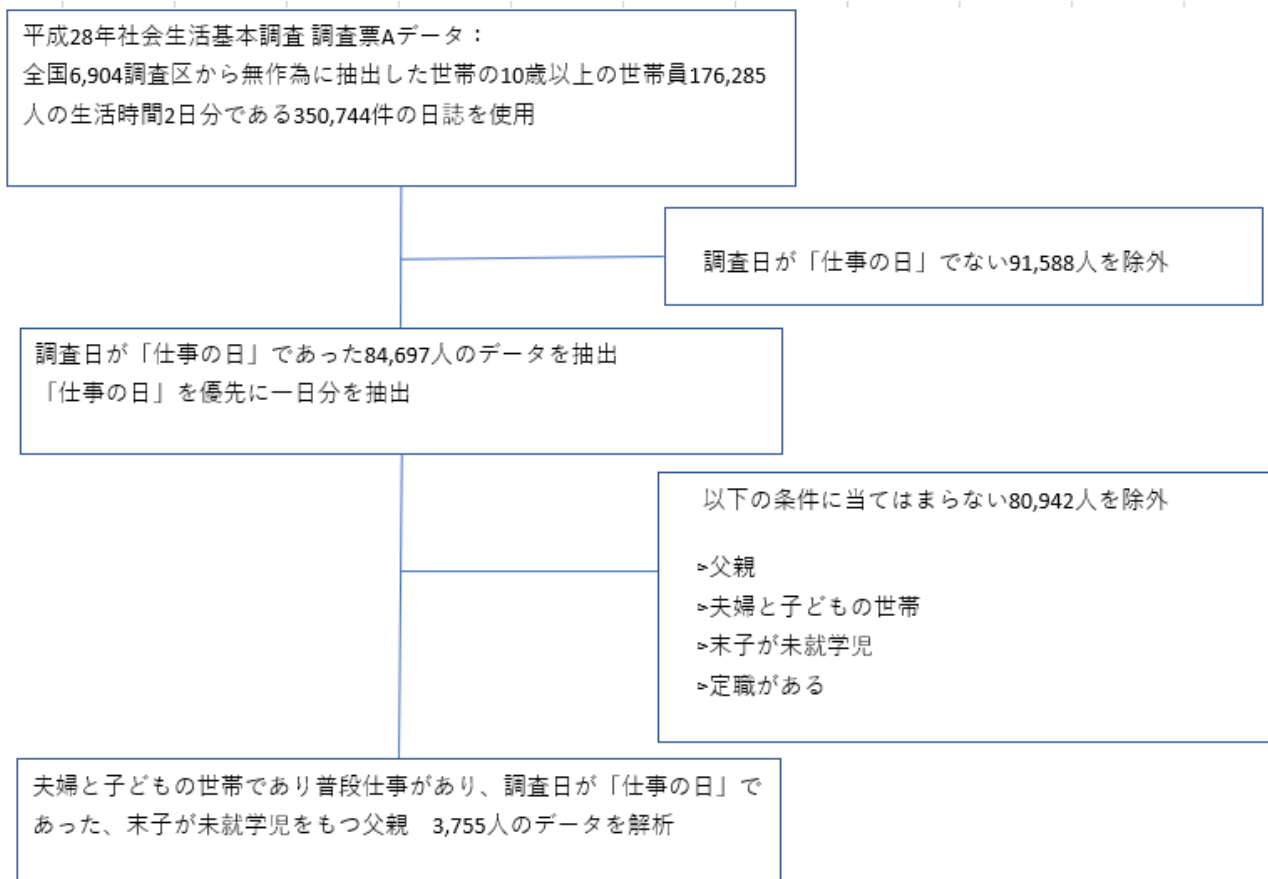 平成28年社会生活基本調査 調査票Aデータ：
全国6,904調査区から無作為に抽出した世帯の10歳以上の世帯員176,285
人の生活時間2日分である350,744件の日誌を使用
調査日が「仕事の日」でない91,588人を除外
調査日が「仕事の日」であった84,697人のデータを抽出
「仕事の日」を優先に一日分を抽出
以下の条件に当てはまらない80,942人を除外
▻父親
▻夫婦と子どもの世帯
▻末子が未就学児
▻定職がある
夫婦と子どもの世帯であり普段仕事があり、調査日が「仕事の日」で
あった、末子が未就学児をもつ父親　3,755人のデータを解析